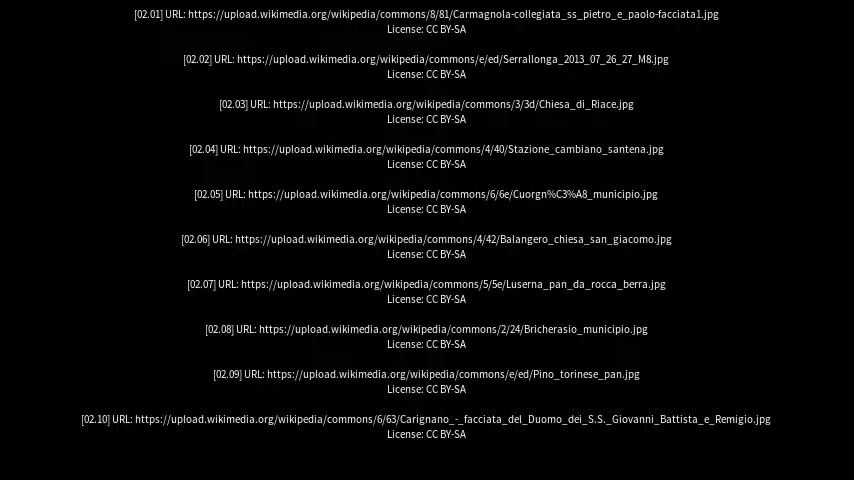 [02.01] URL: https://upload.wikimedia.org/wikipedia/commons/8/81/Carmagnola-collegiata_ss_pietro_e_paolo-facciata1.jpg
License: CC BY-SA
[02.02] URL: https://upload.wikimedia.org/wikipedia/commons/e/ed/Serrallonga_2013_07_26_27_M8.jpg
License: CC BY-SA
[02.03] URL: https://upload.wikimedia.org/wikipedia/commons/3/3d/Chiesa_di_Riace.jpg
License: CC BY-SA
[02.04] URL: https://upload.wikimedia.org/wikipedia/commons/4/40/Stazione_cambiano_santena.jpg
License: CC BY-SA
[02.05] URL: https://upload.wikimedia.org/wikipedia/commons/6/6e/Cuorgn%C3%A8_municipio.jpg
License: CC BY-SA
[02.06] URL: https://upload.wikimedia.org/wikipedia/commons/4/42/Balangero_chiesa_san_giacomo.jpg
License: CC BY-SA
[02.07] URL: https://upload.wikimedia.org/wikipedia/commons/5/5e/Luserna_pan_da_rocca_berra.jpg
License: CC BY-SA
[02.08] URL: https://upload.wikimedia.org/wikipedia/commons/2/24/Bricherasio_municipio.jpg
License: CC BY-SA
[02.09] URL: https://upload.wikimedia.org/wikipedia/commons/e/ed/Pino_torinese_pan.jpg
License: CC BY-SA
[02.10] URL: https://upload.wikimedia.org/wikipedia/commons/6/63/Carignano_-_facciata_del_Duomo_dei_S.S._Giovanni_Battista_e_Remigio.jpg
License: CC BY-SA